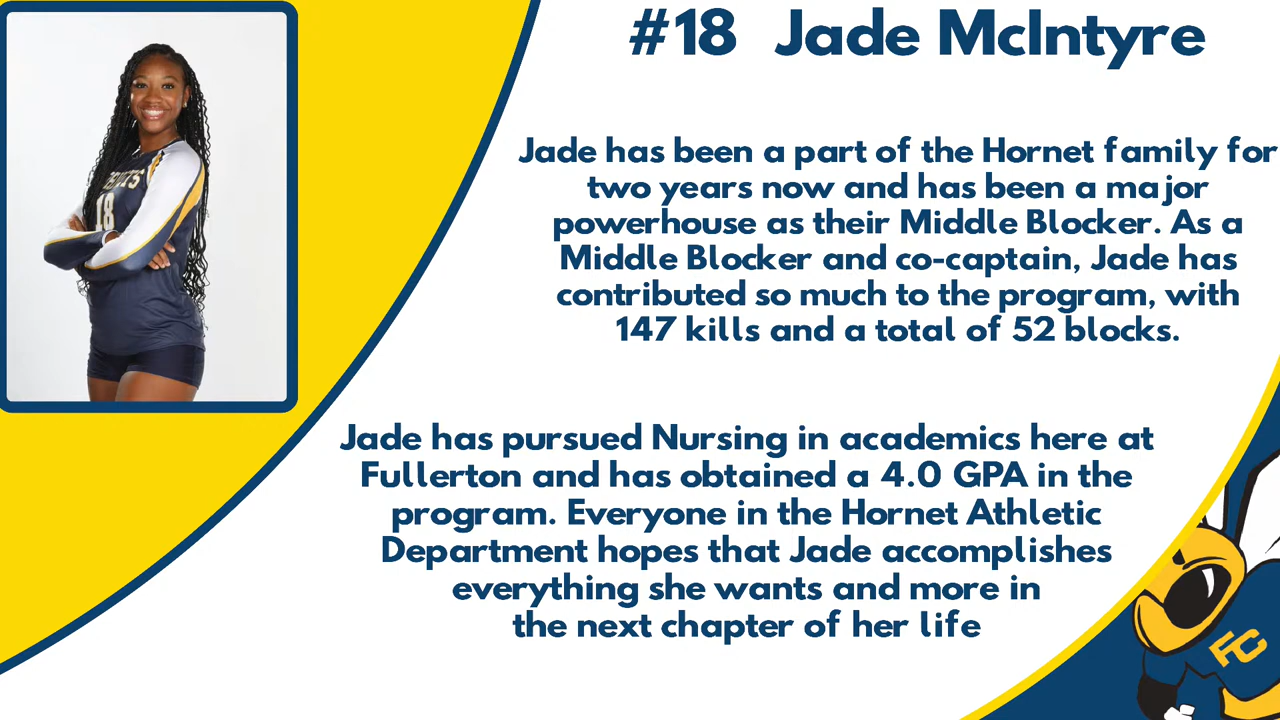 #18 Jade McIntyre
Jade has been a part of the Hornet family for
two years now and has been a major
powerhouse as their Middle Blocker. As a
Middle Blocker and co-captain, Jade has
contributed so much to the program, with
147 kills and a total of 52 blocks.
18
Jade has pursued Nursing in academics here at
Fullerton and has obtained a 4.0 GPA in the
program. Everyone in the Hornet Athletic
Department hopes that Jade accomplishes
everything she wants and more in
the next chapter of her life
FC